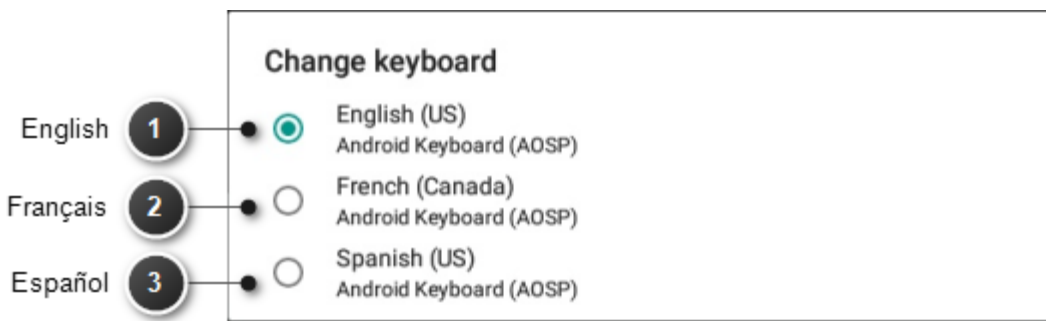 Change keyboard
English 1 English (US)
Android Keyboard (AOSP)
Français 2 French (Canada)
Android Keyboard (AOSP)
Español 3 Spanish (US)
Android Keyboard (AOSP)